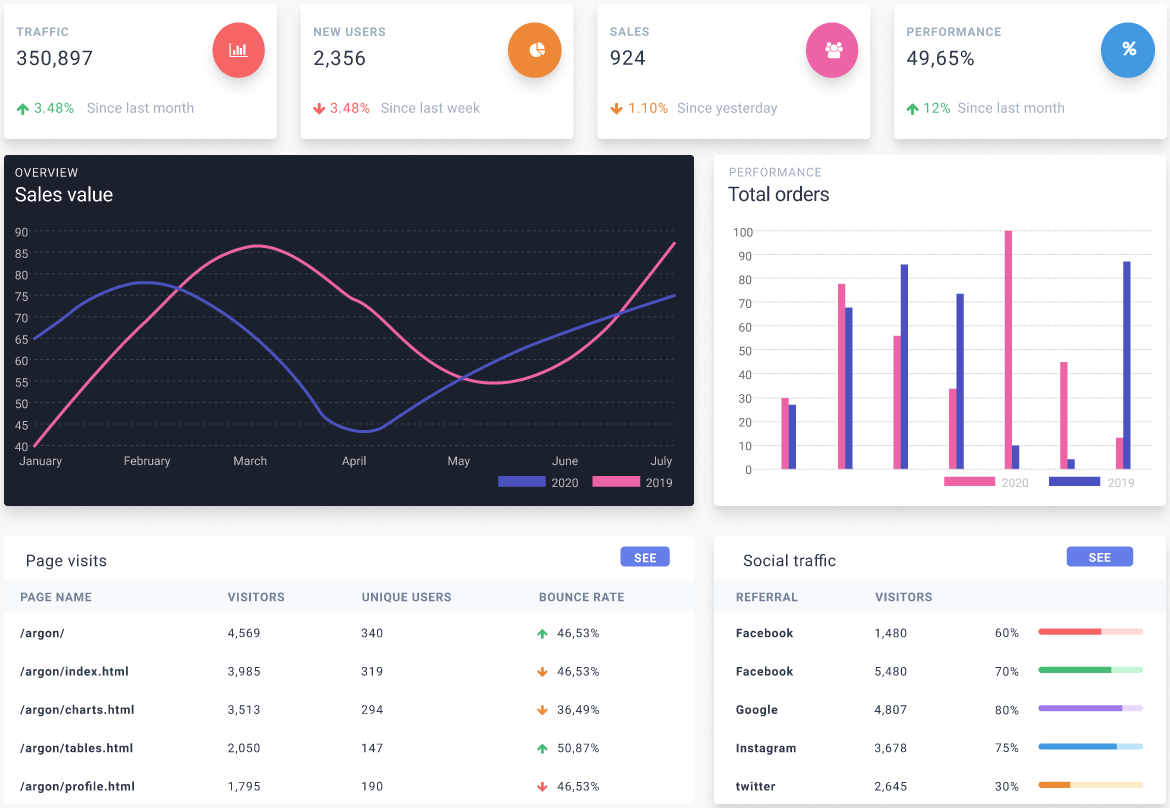 TRAFFIC
350,897
3.48% Since last month
NEW USERS
2,356
3.48% Since last week
SALES
924
1.10% Since yesterday
PERFORMANCE
49,65%
12% Since last month
OVERVIEW
Sales value
90
85
80
75
70
65
60
55
50
45
40
January February March April May June July
2020 2019
PERFORMANCE
Total orders
100
90
80
70
60
50
40
30
20
10
0
2020 2019
Page visits SEE
PAGE NAME VISITORS UNIQUE USERS BOUNCE RATE
/argon/ 4,569 340 46,53%
/argon/index.html 3,985 319 46,53%
/argon/charts.html 3,513 294 36,49%
/argon/tables.html 2,050 147 50,87%
/argon/profile.html 1,795 190 46,53%
Social traffic SEE
REFERRAL VISITORS
Facebook 1,480 60%
Facebook 5,480 70%
Google 4,807 80%
Instagram 3,678 75%
twitter 2,645 30%